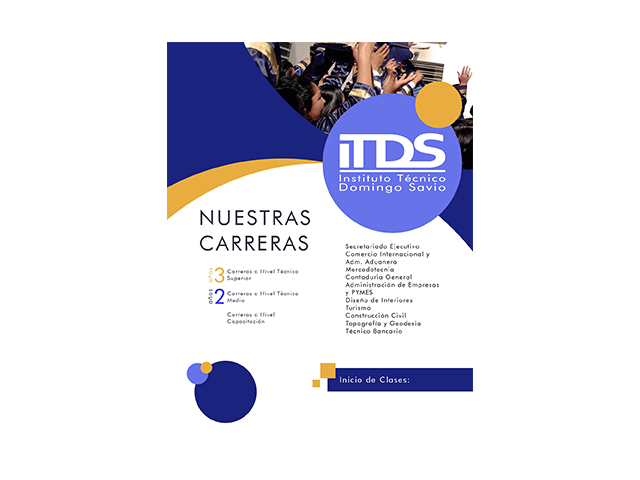 iTDS
Instituto Técnico
Domingo Savio
NUESTRAS
CARRERAS
años 3 Carreras a Nivel Técnico
Superior
años 2 Carreras a Nivel Técnico
Medio
Carreras a Nivel
Capacitación
Secretariado Ejecutivo
Comercio Internacional y
Adm. Aduanera
Mercadotecnia
Contaduría General
Administración de Empresas
y PYMES
Diseño de Interiores
Turismo
Construcción Civil
Topografía y Geodesia
Técnico Bancario
Inicio de Clases: